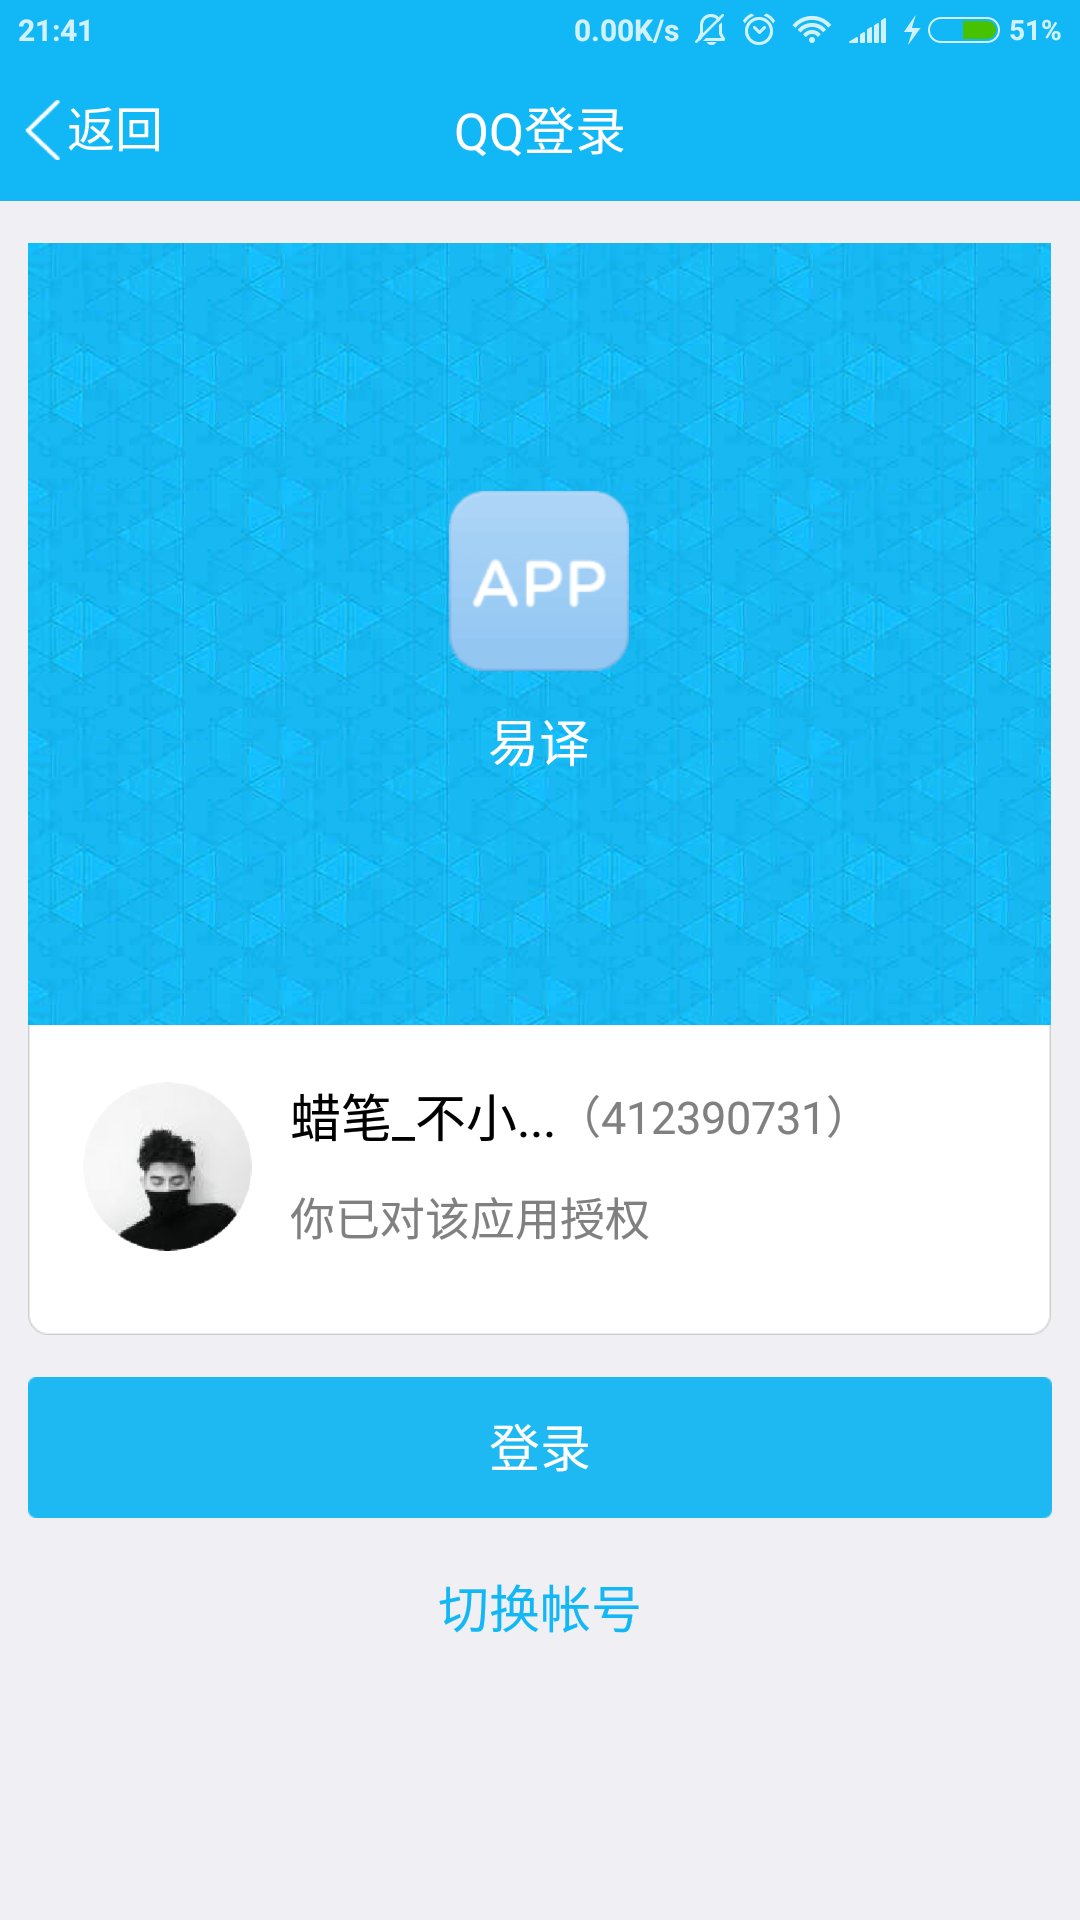 21:41 0.00K/s 51%
返回 QQ登录
APP
易译
蜡笔_不小... （412390731）
你已对该应用授权
登录
切换帐号